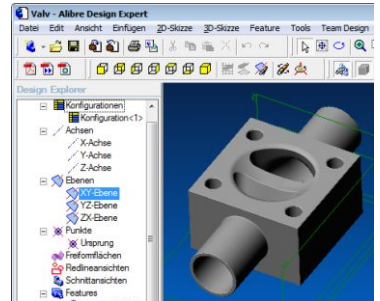 Valv - Alibre Design Expert
Datei Edit Ansicht Einfügen 2D-Skizze 3D-Skizze Feature Tools Team Design
Design Explorer
Konfigurationen
Konfiguration<1>
Achsen
X-Achse
Y-Achse
Z-Achse
Ebenen
XY-Ebene
YZ-Ebene
ZX-Ebene
Punkte
Ursprung
Freiformflächen
Redlineansichten
Schnittansichten
Features